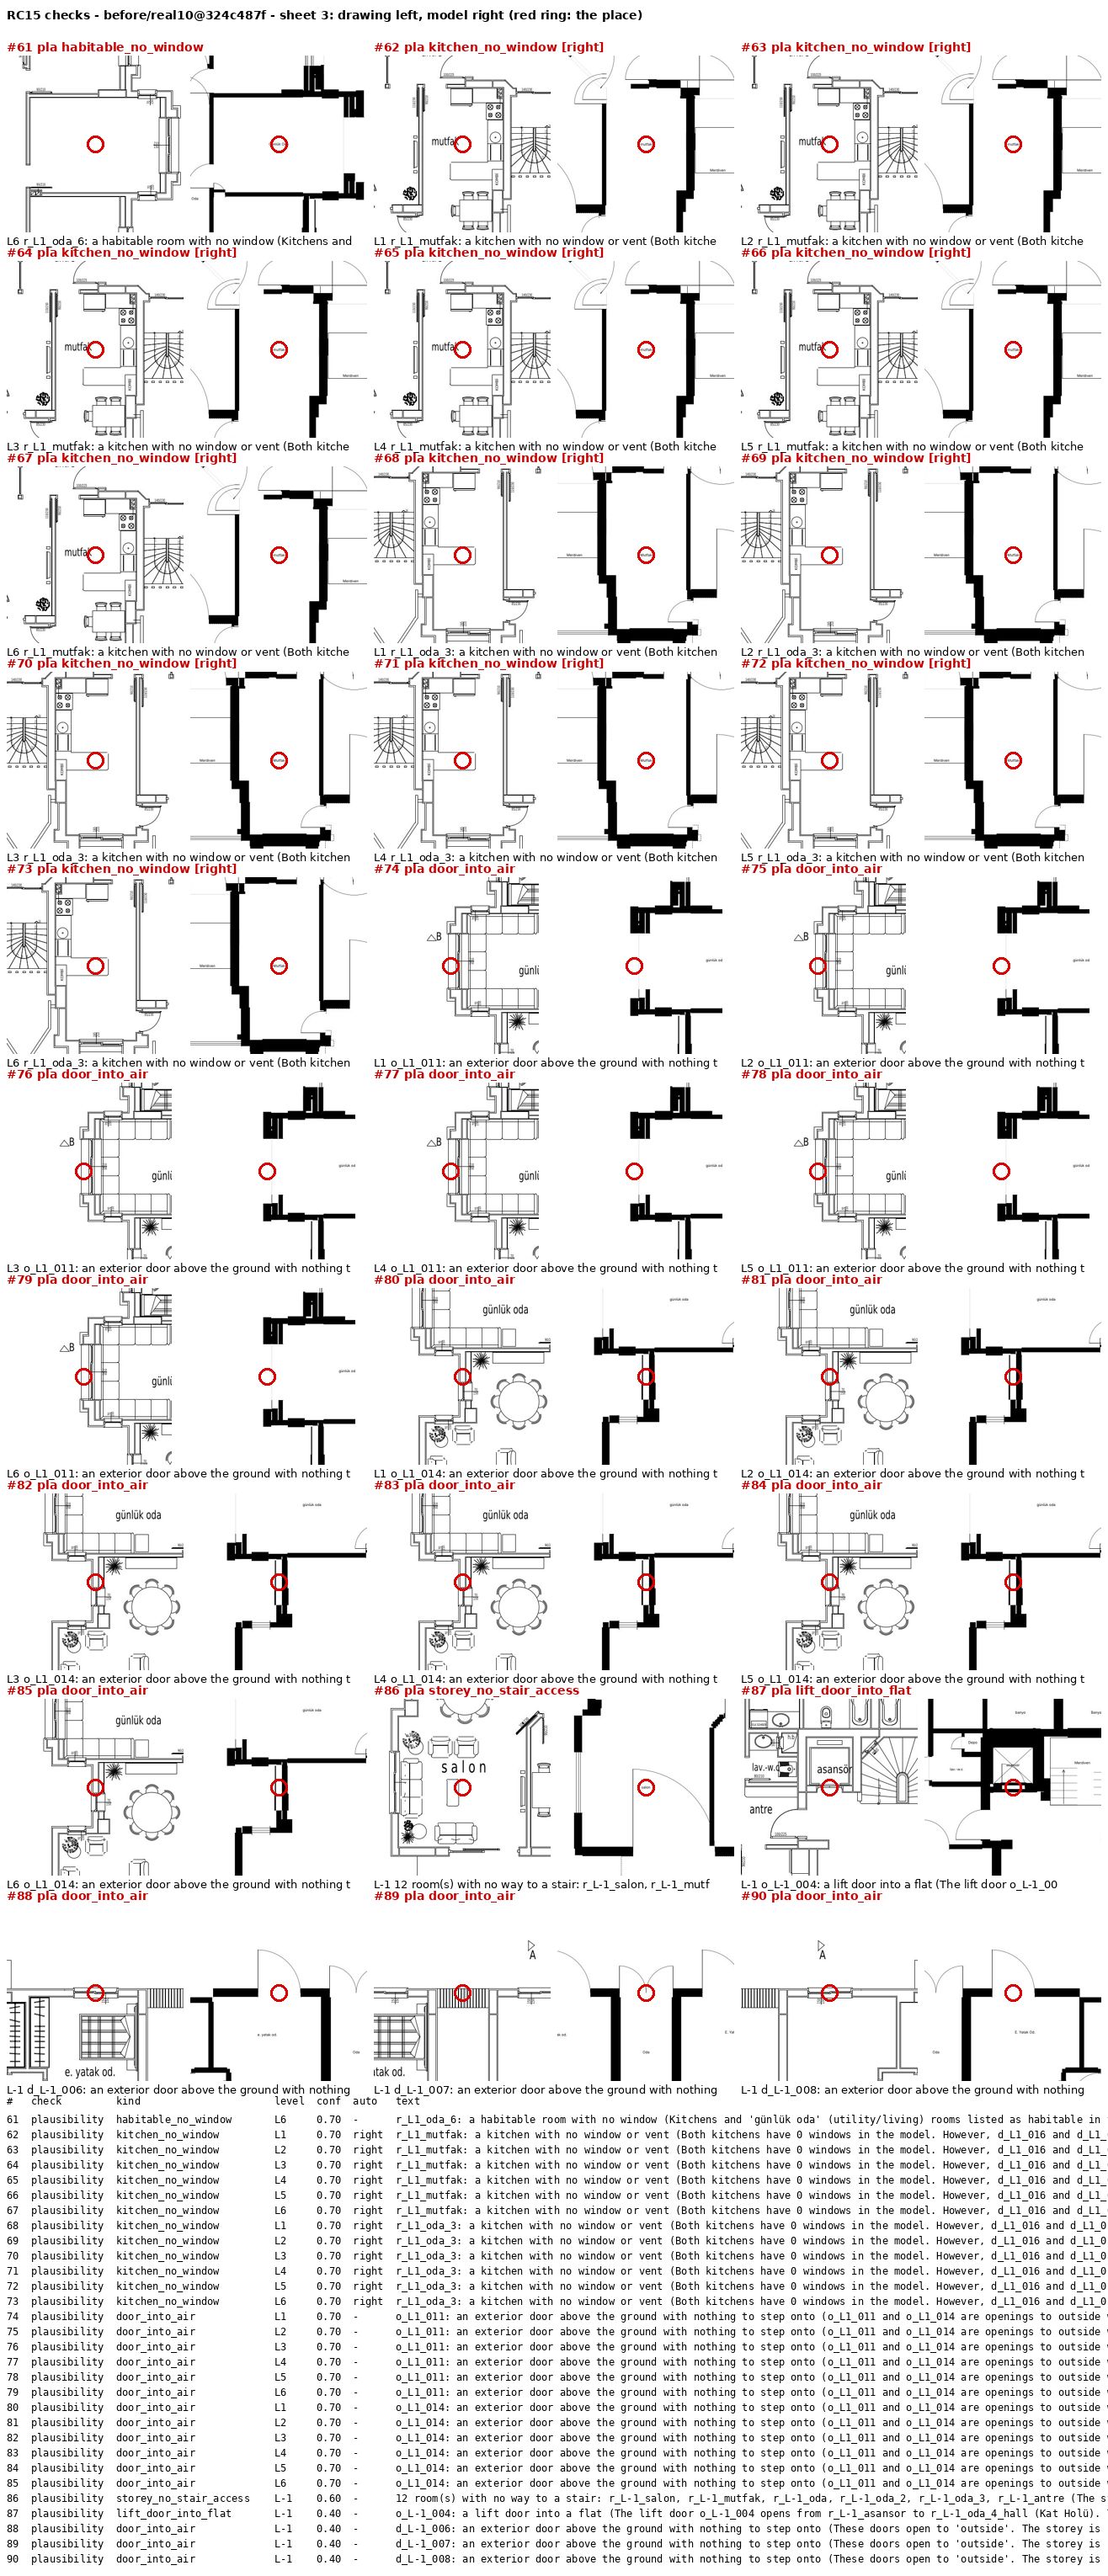 RC15 checks - before/real10@324c487f - sheet 3: drawing left, model right (red ring: the place)
#61 pla habitable_no_window
#62 pla kitchen_no_window [right]
#63 pla kitchen_no_window [right]
mutfak
mutfak
L6 r_L1_oda_6: a habitable room with no window (Kitchens and
L1 r_L1_mutfak: a kitchen with no window or vent (Both kitche
L2 r_L1_mutfak: a kitchen with no window or vent (Both kitche
#64 pla kitchen_no_window [right]
#65 pla kitchen_no_window [right]
#66 pla kitchen_no_window [right]
mutfak
mutfak
mutfak
L3 r_L1_mutfak: a kitchen with no window or vent (Both kitche
L4 r_L1_mutfak: a kitchen with no window or vent (Both kitche
L5 r_L1_mutfak: a kitchen with no window or vent (Both kitche
#67 pla kitchen_no_window [right]
#68 pla kitchen_no_window [right]
#69 pla kitchen_no_window [right]
mutfak
L6 r_L1_mutfak: a kitchen with no window or vent (Both kitche
L1 r_L1_oda_3: a kitchen with no window or vent (Both kitchen
L2 r_L1_oda_3: a kitchen with no window or vent (Both kitchen
#70 pla kitchen_no_window [right]
#71 pla kitchen_no_window [right]
#72 pla kitchen_no_window [right]
L3 r_L1_oda_3: a kitchen with no window or vent (Both kitchen
L4 r_L1_oda_3: a kitchen with no window or vent (Both kitchen
L5 r_L1_oda_3: a kitchen with no window or vent (Both kitchen
#73 pla kitchen_no_window [right]
#74 pla door_into_air
#75 pla door_into_air
B
günlü
B
günlü
L6 r_L1_oda_3: a kitchen with no window or vent (Both kitchen
L1 o_L1_011: an exterior door above the ground with nothing t
L2 o_L1_011: an exterior door above the ground with nothing t
#76 pla door_into_air
#77 pla door_into_air
#78 pla door_into_air
B
günlü
B
günlü
B
günlü
L3 o_L1_011: an exterior door above the ground with nothing t
L4 o_L1_011: an exterior door above the ground with nothing t
L5 o_L1_011: an exterior door above the ground with nothing t
#79 pla door_into_air
#80 pla door_into_air
#81 pla door_into_air
B
günlü
günlük oda
günlük oda
L6 o_L1_011: an exterior door above the ground with nothing t
L1 o_L1_014: an exterior door above the ground with nothing t
L2 o_L1_014: an exterior door above the ground with nothing t
#82 pla door_into_air
#83 pla door_into_air
#84 pla door_into_air
günlük oda
günlük oda
günlük oda
L3 o_L1_014: an exterior door above the ground with nothing t
L4 o_L1_014: an exterior door above the ground with nothing t
L5 o_L1_014: an exterior door above the ground with nothing t
#85 pla door_into_air
#86 pla storey_no_stair_access
#87 pla lift_door_into_flat
günlük oda
salon
lav.-w.c
asansör
antre
L6 o_L1_014: an exterior door above the ground with nothing t
L-1 12 room(s) with no way to a stair: r_L-1_salon, r_L-1_mutf
L-1 o_L-1_004: a lift door into a flat (The lift door o_L-1_00
#88 pla door_into_air
#89 pla door_into_air
#90 pla door_into_air
A
A
e. yatak od.
atak od.
L-1 d_L-1_006: an exterior door above the ground with nothing
L-1 d_L-1_007: an exterior door above the ground with nothing
L-1 d_L-1_008: an exterior door above the ground with nothing
# check kind level conf auto text
61 plausibility habitable_no_window L6 0.70 - r_L1_oda_6: a habitable room with no window (Kitchens and 'günlük oda' (utility/living) rooms listed as habitable in
62 plausibility kitchen_no_window L1 0.70 right r_L1_mutfak: a kitchen with no window or vent (Both kitchens have 0 windows in the model. However, d_L1_016 and d_L1_
63 plausibility kitchen_no_window L2 0.70 right r_L1_mutfak: a kitchen with no window or vent (Both kitchens have 0 windows in the model. However, d_L1_016 and d_L1_
64 plausibility kitchen_no_window L3 0.70 right r_L1_mutfak: a kitchen with no window or vent (Both kitchens have 0 windows in the model. However, d_L1_016 and d_L1_
65 plausibility kitchen_no_window L4 0.70 right r_L1_mutfak: a kitchen with no window or vent (Both kitchens have 0 windows in the model. However, d_L1_016 and d_L1_
66 plausibility kitchen_no_window L5 0.70 right r_L1_mutfak: a kitchen with no window or vent (Both kitchens have 0 windows in the model. However, d_L1_016 and d_L1_
67 plausibility kitchen_no_window L6 0.70 right r_L1_mutfak: a kitchen with no window or vent (Both kitchens have 0 windows in the model. However, d_L1_016 and d_L1_
68 plausibility kitchen_no_window L1 0.70 right r_L1_oda_3: a kitchen with no window or vent (Both kitchens have 0 windows in the model. However, d_L1_016 and d_L1_0
69 plausibility kitchen_no_window L2 0.70 right r_L1_oda_3: a kitchen with no window or vent (Both kitchens have 0 windows in the model. However, d_L1_016 and d_L1_0
70 plausibility kitchen_no_window L3 0.70 right r_L1_oda_3: a kitchen with no window or vent (Both kitchens have 0 windows in the model. However, d_L1_016 and d_L1_0
71 plausibility kitchen_no_window L4 0.70 right r_L1_oda_3: a kitchen with no window or vent (Both kitchens have 0 windows in the model. However, d_L1_016 and d_L1_0
72 plausibility kitchen_no_window L5 0.70 right r_L1_oda_3: a kitchen with no window or vent (Both kitchens have 0 windows in the model. However, d_L1_016 and d_L1_0
73 plausibility kitchen_no_window L6 0.70 right r_L1_oda_3: a kitchen with no window or vent (Both kitchens have 0 windows in the model. However, d_L1_016 and d_L1_0
74 plausibility door_into_air L1 0.70 - o_L1_011: an exterior door above the ground with nothing to step onto (o_L1_011 and o_L1_014 are openings to outside
75 plausibility door_into_air L2 0.70 - o_L1_011: an exterior door above the ground with nothing to step onto (o_L1_011 and o_L1_014 are openings to outside
76 plausibility door_into_air L3 0.70 - o_L1_011: an exterior door above the ground with nothing to step onto (o_L1_011 and o_L1_014 are openings to outside
77 plausibility door_into_air L4 0.70 - o_L1_011: an exterior door above the ground with nothing to step onto (o_L1_011 and o_L1_014 are openings to outside
78 plausibility door_into_air L5 0.70 - o_L1_011: an exterior door above the ground with nothing to step onto (o_L1_011 and o_L1_014 are openings to outside
79 plausibility door_into_air L6 0.70 - o_L1_011: an exterior door above the ground with nothing to step onto (o_L1_011 and o_L1_014 are openings to outside
80 plausibility door_into_air L1 0.70 - o_L1_014: an exterior door above the ground with nothing to step onto (o_L1_011 and o_L1_014 are openings to outside
81 plausibility door_into_air L2 0.70 - o_L1_014: an exterior door above the ground with nothing to step onto (o_L1_011 and o_L1_014 are openings to outside
82 plausibility door_into_air L3 0.70 - o_L1_014: an exterior door above the ground with nothing to step onto (o_L1_011 and o_L1_014 are openings to outside
83 plausibility door_into_air L4 0.70 - o_L1_014: an exterior door above the ground with nothing to step onto (o_L1_011 and o_L1_014 are openings to outside
84 plausibility door_into_air L5 0.70 - o_L1_014: an exterior door above the ground with nothing to step onto (o_L1_011 and o_L1_014 are openings to outside
85 plausibility door_into_air L6 0.70 - o_L1_014: an exterior door above the ground with nothing to step onto (o_L1_011 and o_L1_014 are openings to outside
86 plausibility storey_no_stair_access L-1 0.60 - 12 room(s) with no way to a stair: r_L-1_salon, r_L-1_mutfak, r_L-1_oda, r_L-1_oda_2, r_L-1_oda_3, r_L-1_antre (The s
87 plausibility lift_door_into_flat L-1 0.40 - o_L-1_004: a lift door into a flat (The lift door o_L-1_004 opens from r_L-1_asansor to r_L-1_oda_4_hall (Kat Holü).
88 plausibility door_into_air L-1 0.40 - d_L-1_006: an exterior door above the ground with nothing to step onto (These doors open to 'outside'. The storey is
89 plausibility door_into_air L-1 0.40 - d_L-1_007: an exterior door above the ground with nothing to step onto (These doors open to 'outside'. The storey is
90 plausibility door_into_air L-1 0.40 - d_L-1_008: an exterior door above the ground with nothing to step onto (These doors open to 'outside'. The storey is